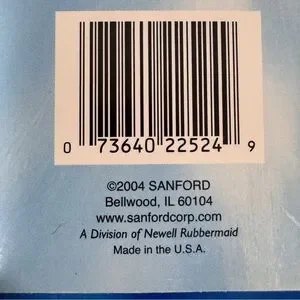 0 73640 22524 9
©2004 SANFORD
Bellwood, IL 60104
www.sanfordcorp.com
A Division of Newell Rubbermaid
Made in the U.S.A.